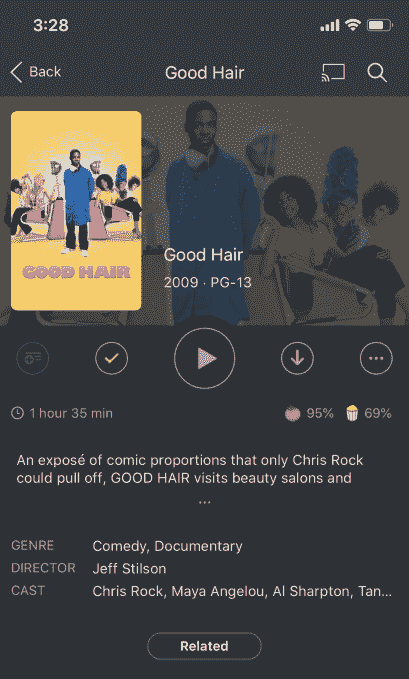 3:28
Back
Good Hair
GOOD HAIR
Good Hair
2009 · PG-13
1 hour 35 min
95%
69%
An exposé of comic proportions that only Chris Rock
could pull off, GOOD HAIR visits beauty salons and
...
GENRE Comedy, Documentary
DIRECTOR Jeff Stilson
CAST Chris Rock, Maya Angelou, Al Sharpton, Tan...
Related